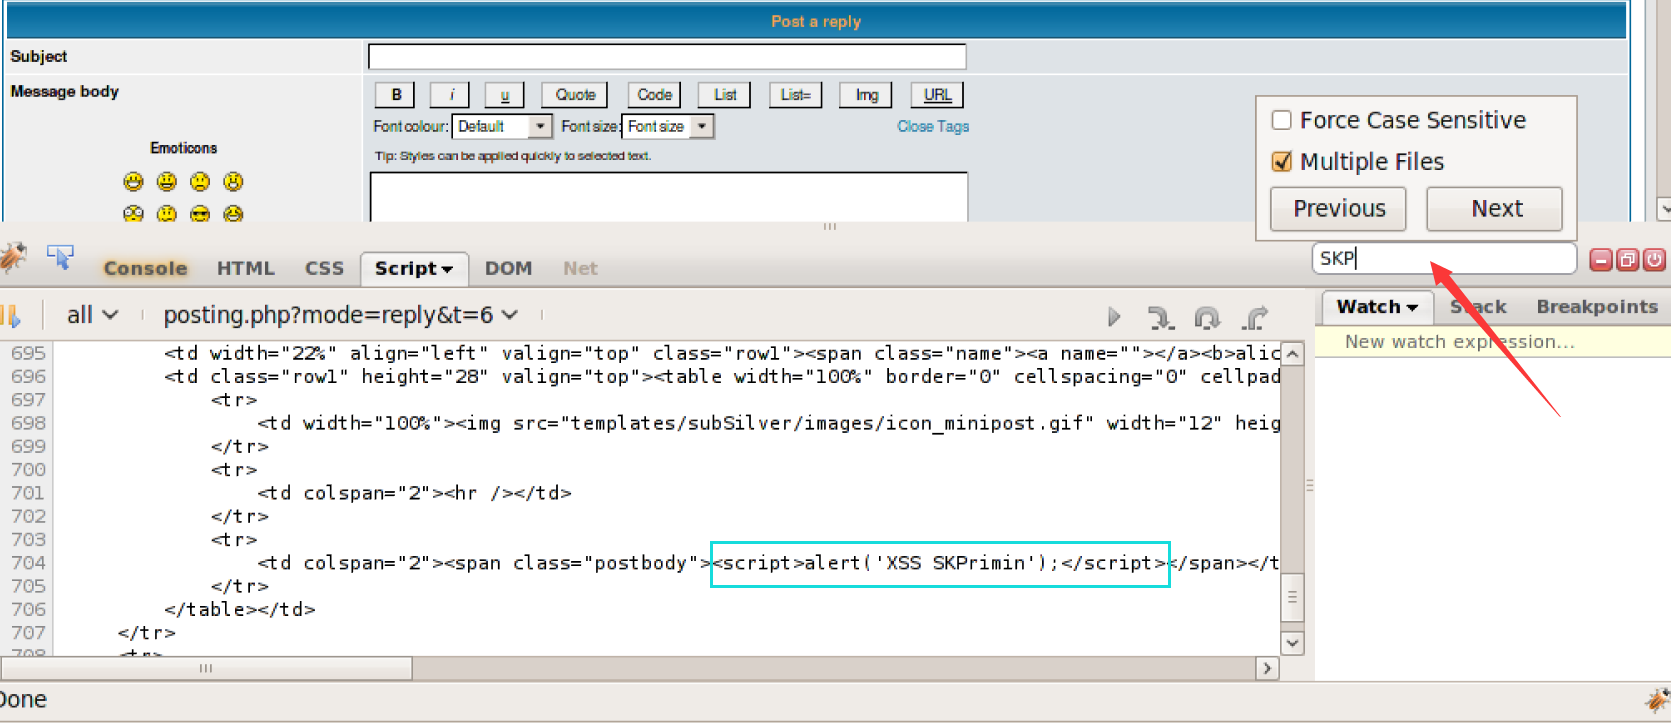 Post a reply
Subject
Message body
B i u Quote Code List List= Img URL
Font colour: Default Font size: Font size Close Tags
Emoticons
Tip: Styles can be applied quickly to selected text.
Force Case Sensitive
Multiple Files
Previous Next
Console HTML CSS Script DOM Net
SKP
all posting.php?mode=reply&t=6
Watch Stack Breakpoints
New watch expression...
695 <td width="22%" align="left" valign="top" class="row1"><span class="name"><a name=""></a><b>alic
696 <td class="row1" height="28" valign="top"><table width="100%" border="0" cellspacing="0" cellpad
697 <tr>
698 <td width="100%"><img src="templates/subSilver/images/icon_minipost.gif" width="12" heig
699 </tr>
700 <tr>
701 <td colspan="2"><hr /></td>
702 </tr>
703 <tr>
704 <td colspan="2"><span class="postbody"><script>alert('XSS SKPrimin');</script></span></t
705 </tr>
706 </table></td>
707 </tr>
708 <tr>
Done